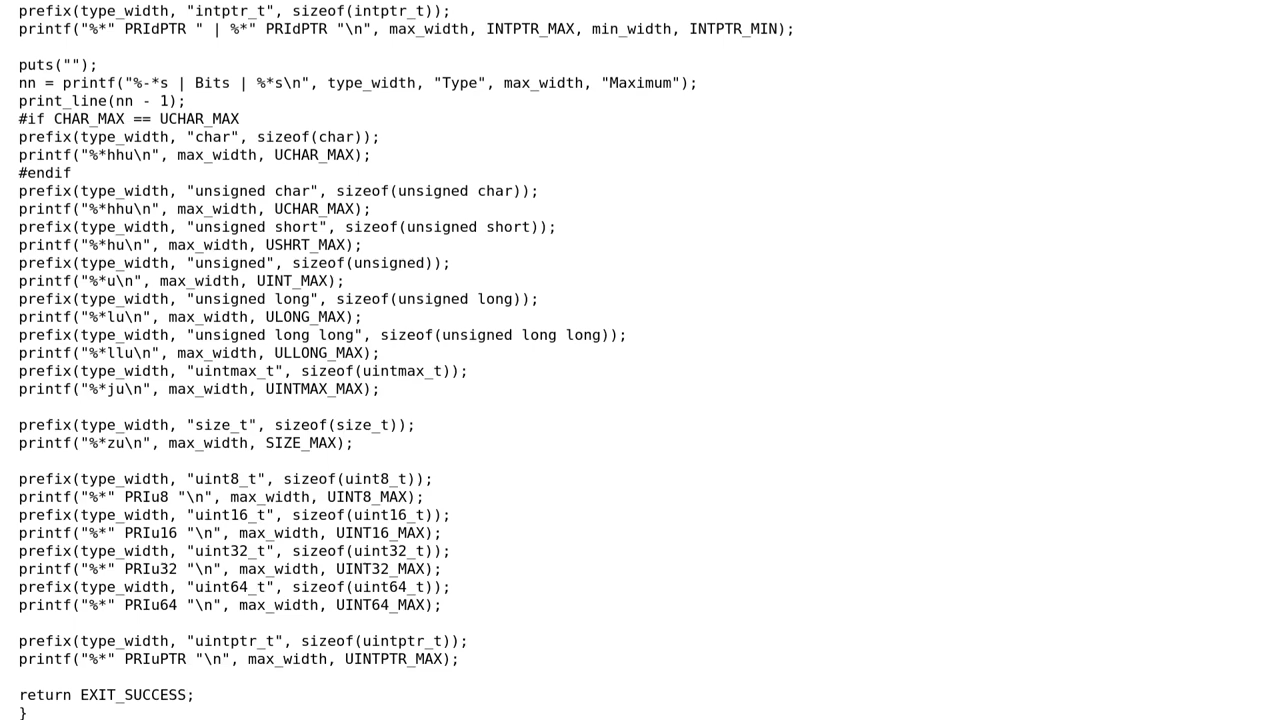 prefix(type_width, "intptr_t", sizeof(intptr_t));
printf("%*" PRIdPTR " | %*" PRIdPTR "\n", max_width, INTPTR_MAX, min_width, INTPTR_MIN);
puts("");
nn = printf("%-*s | Bits | %*s\n", type_width, "Type", max_width, "Maximum");
print_line(nn - 1);
#if CHAR_MAX == UCHAR_MAX
prefix(type_width, "char", sizeof(char));
printf("%*hhu\n", max_width, UCHAR_MAX);
#endif
prefix(type_width, "unsigned char", sizeof(unsigned char));
printf("%*hhu\n", max_width, UCHAR_MAX);
prefix(type_width, "unsigned short", sizeof(unsigned short));
printf("%*hu\n", max_width, USHRT_MAX);
prefix(type_width, "unsigned", sizeof(unsigned));
printf("%*u\n", max_width, UINT_MAX);
prefix(type_width, "unsigned long", sizeof(unsigned long));
printf("%*lu\n", max_width, ULONG_MAX);
prefix(type_width, "unsigned long long", sizeof(unsigned long long));
printf("%*llu\n", max_width, ULLONG_MAX);
prefix(type_width, "uintmax_t", sizeof(uintmax_t));
printf("%*ju\n", max_width, UINTMAX_MAX);
prefix(type_width, "size_t", sizeof(size_t));
printf("%*zu\n", max_width, SIZE_MAX);
prefix(type_width, "uint8_t", sizeof(uint8_t));
printf("%*" PRIu8 "\n", max_width, UINT8_MAX);
prefix(type_width, "uint16_t", sizeof(uint16_t));
printf("%*" PRIu16 "\n", max_width, UINT16_MAX);
prefix(type_width, "uint32_t", sizeof(uint32_t));
printf("%*" PRIu32 "\n", max_width, UINT32_MAX);
prefix(type_width, "uint64_t", sizeof(uint64_t));
printf("%*" PRIu64 "\n", max_width, UINT64_MAX);
prefix(type_width, "uintptr_t", sizeof(uintptr_t));
printf("%*" PRIuPTR "\n", max_width, UINTPTR_MAX);
return EXIT_SUCCESS;
}